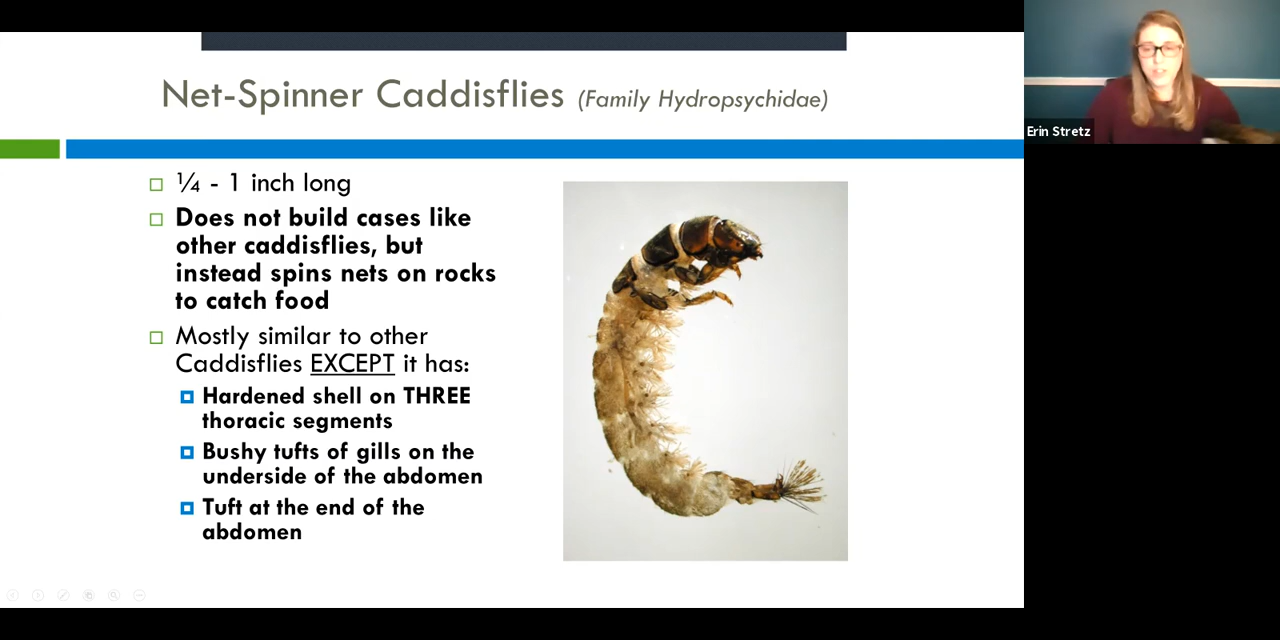 Net-Spinner Caddisflies (Family Hydropsychidae)
Erin Stretz
¼ - 1 inch long
Does not build cases like
other caddisflies, but
instead spins nets on rocks
to catch food
Mostly similar to other
Caddisflies EXCEPT it has:
Hardened shell on THREE
thoracic segments
Bushy tufts of gills on the
underside of the abdomen
Tuft at the end of the
abdomen